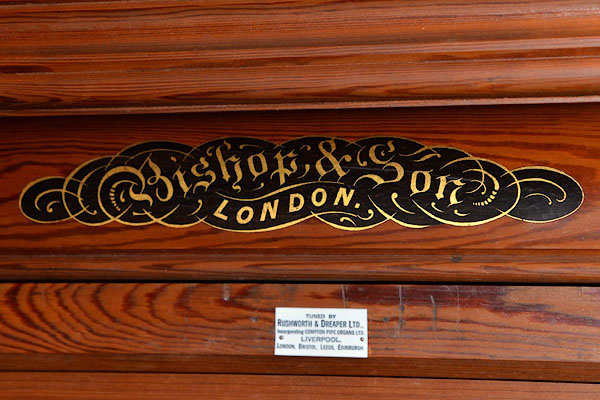 Bishop & Son
LONDON.
TUNED BY
RUSHWORTH & DREAPER LTD.,
Incorporating COMPTON PIPE ORGANS LTD.
LIVERPOOL.
LONDON, BRISTOL, LEEDS, EDINBURGH